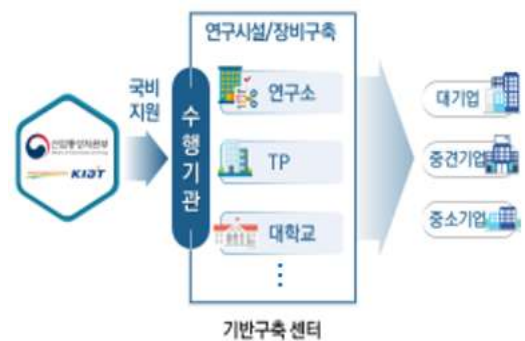 연구시설/장비구축
국비
지원
산업통상자원부
KIAT
수행기관
연구소
TP
대학교
대기업
중견기업
중소기업
기반구축 센터